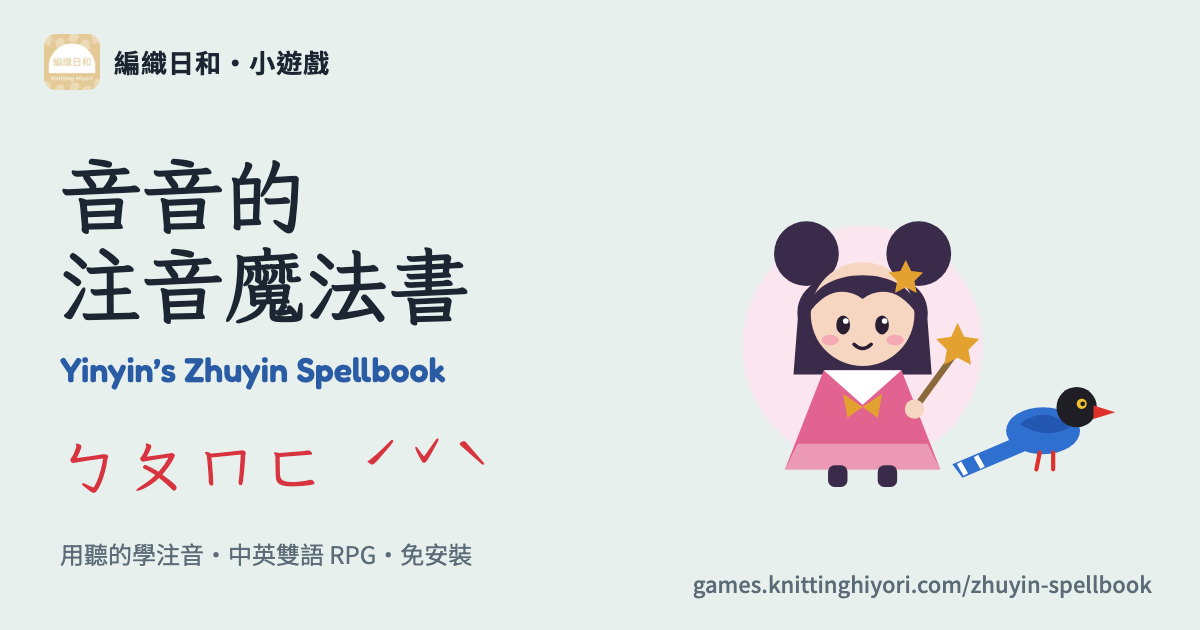 編織日和
Knitting Hiyori
編織日和・小遊戲
音音的
注音魔法書
Yinyin's Zhuyin Spellbook
ㄅㄆㄇㄈ ˊˇˋ
用聽的學注音・中英雙語 RPG・免安裝
games.knittinghiyori.com/zhuyin-spellbook